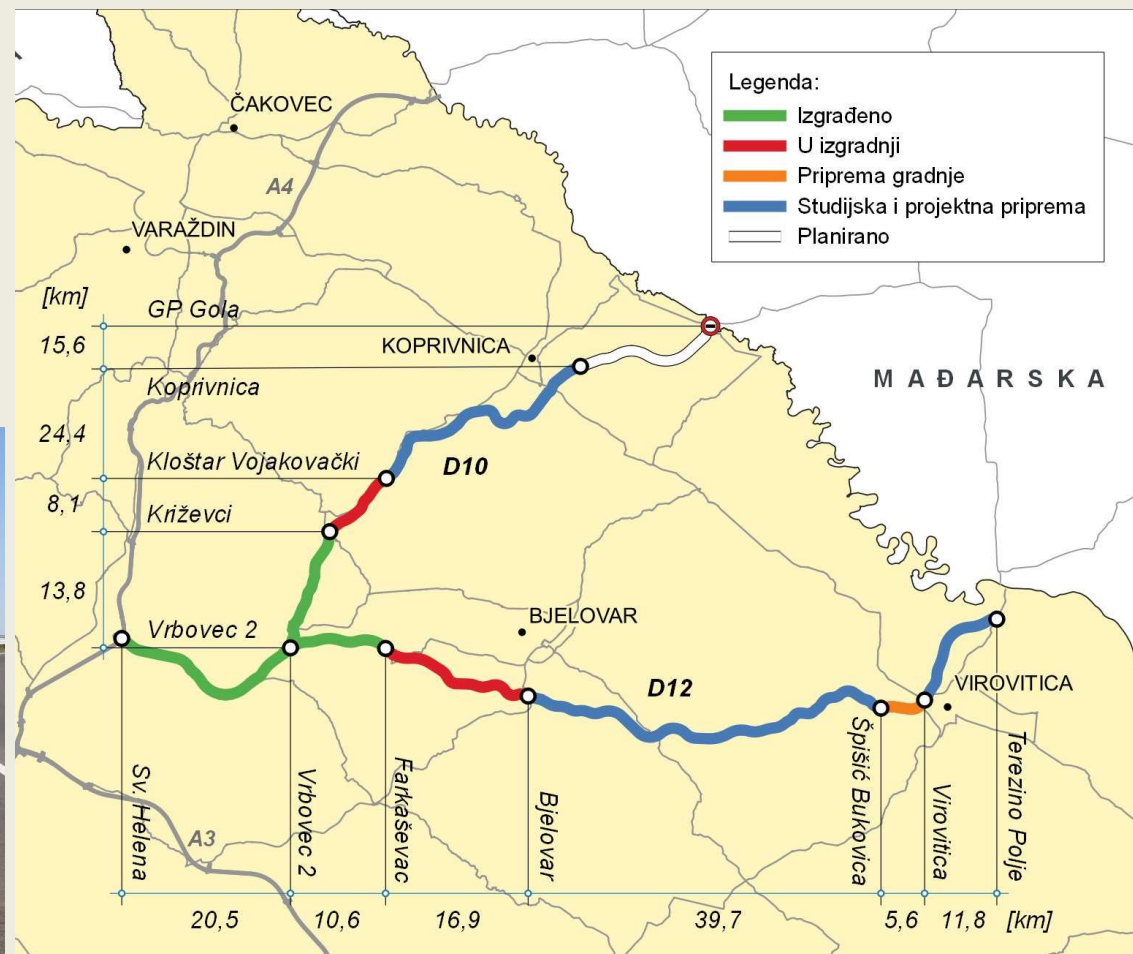 Legenda:
Izgrađeno
U izgradnji
Priprema gradnje
Studijska i projektna priprema
Planirano
ČAKOVEC
A4
VARAŽDIN
[km]
GP Gola
15,6
KOPRIVNICA
MAĐARSKA
Koprivnica
24,4
Kloštar Vojakovački
D10
8,1
Križevci
13,8
Vrbovec 2
BJELOVAR
D12
VIROVITICA
Sv. Helena
Vrbovec 2
Farkaševac
Bjelovar
Špišić Bukovica
Virovitica
Terezino Polje
A3
20,5 10,6 16,9 39,7 5,6 11,8 [km]